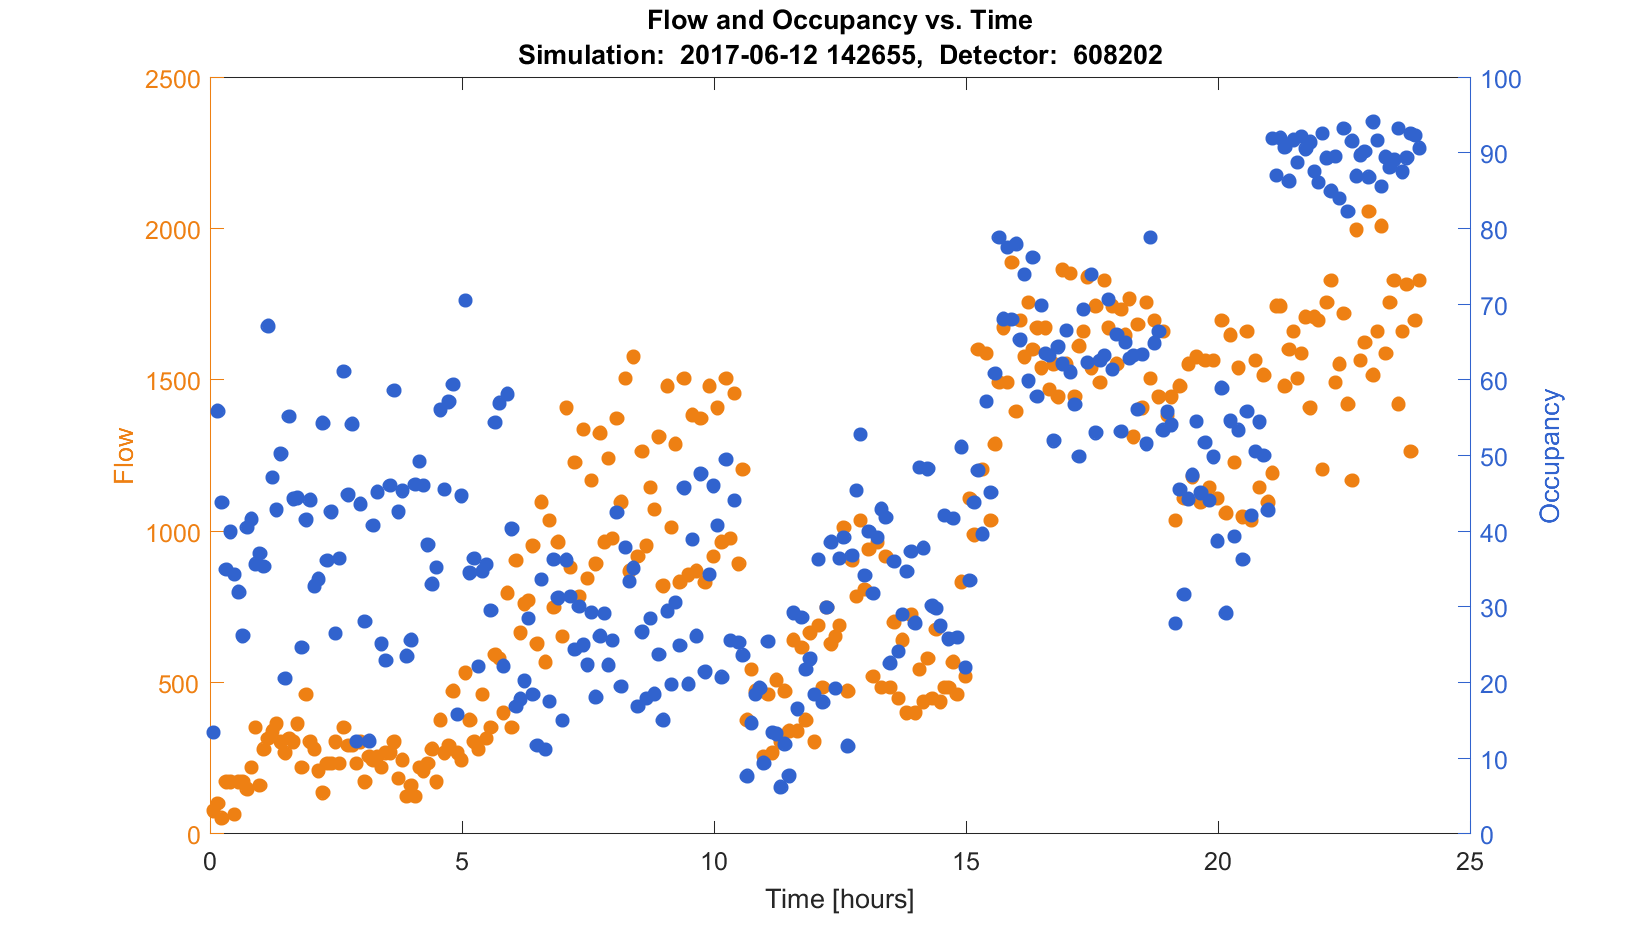 Flow and Occupancy vs. Time
Simulation:  2017-06-12 142655,  Detector:  608202
2500
2000
1500
1000
500
0
Flow
100
90
80
70
60
50
40
30
20
10
0
Occupancy
0 5 10 15 20 25
Time [hours]